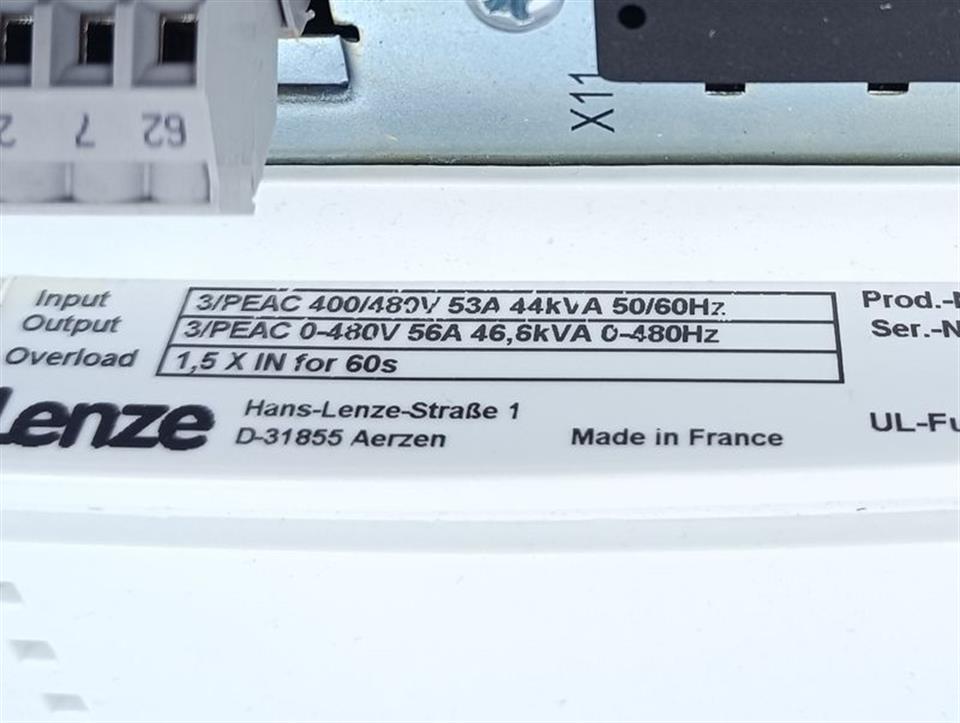 2 7 62
X11
Input 3/PEAC 400/480V 53A 44kVA 50/60Hz
Output 3/PEAC 0-480V 56A 46,6kVA 0-480Hz
Overload 1,5 X IN for 60s
Prod.-
Ser.-N
Lenze
Hans-Lenze-Straße 1
D-31855 Aerzen
Made in France
UL-Fu